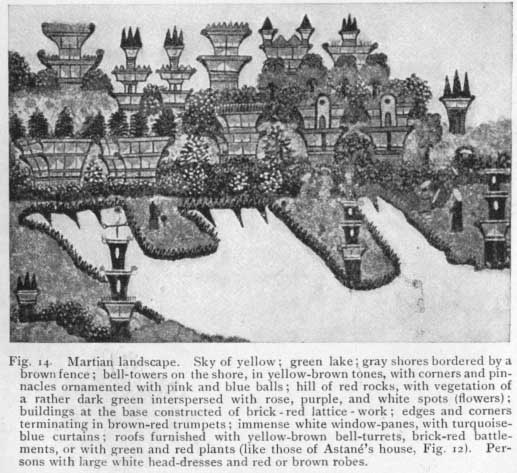 Fig. 14. Martian landscape. Sky of yellow; green lake; gray shores bordered by a
brown fence; bell-towers on the shore, in yellow-brown tones, with corners and pin-
nacles ornamented with pink and blue balls; hill of red rocks, with vegetation of
a rather dark green interspersed with rose, purple, and white spots (flowers);
buildings at the base constructed of brick-red lattice-work; edges and corners
terminating in brown-red trumpets; immense white window-panes, with turquoise-
blue curtains; roofs furnished with yellow-brown bell-turrets, brick-red battle-
ments, or with green and red plants (like those of Astané's house, Fig. 12). Per-
sons with large white head-dresses and red or brown robes.